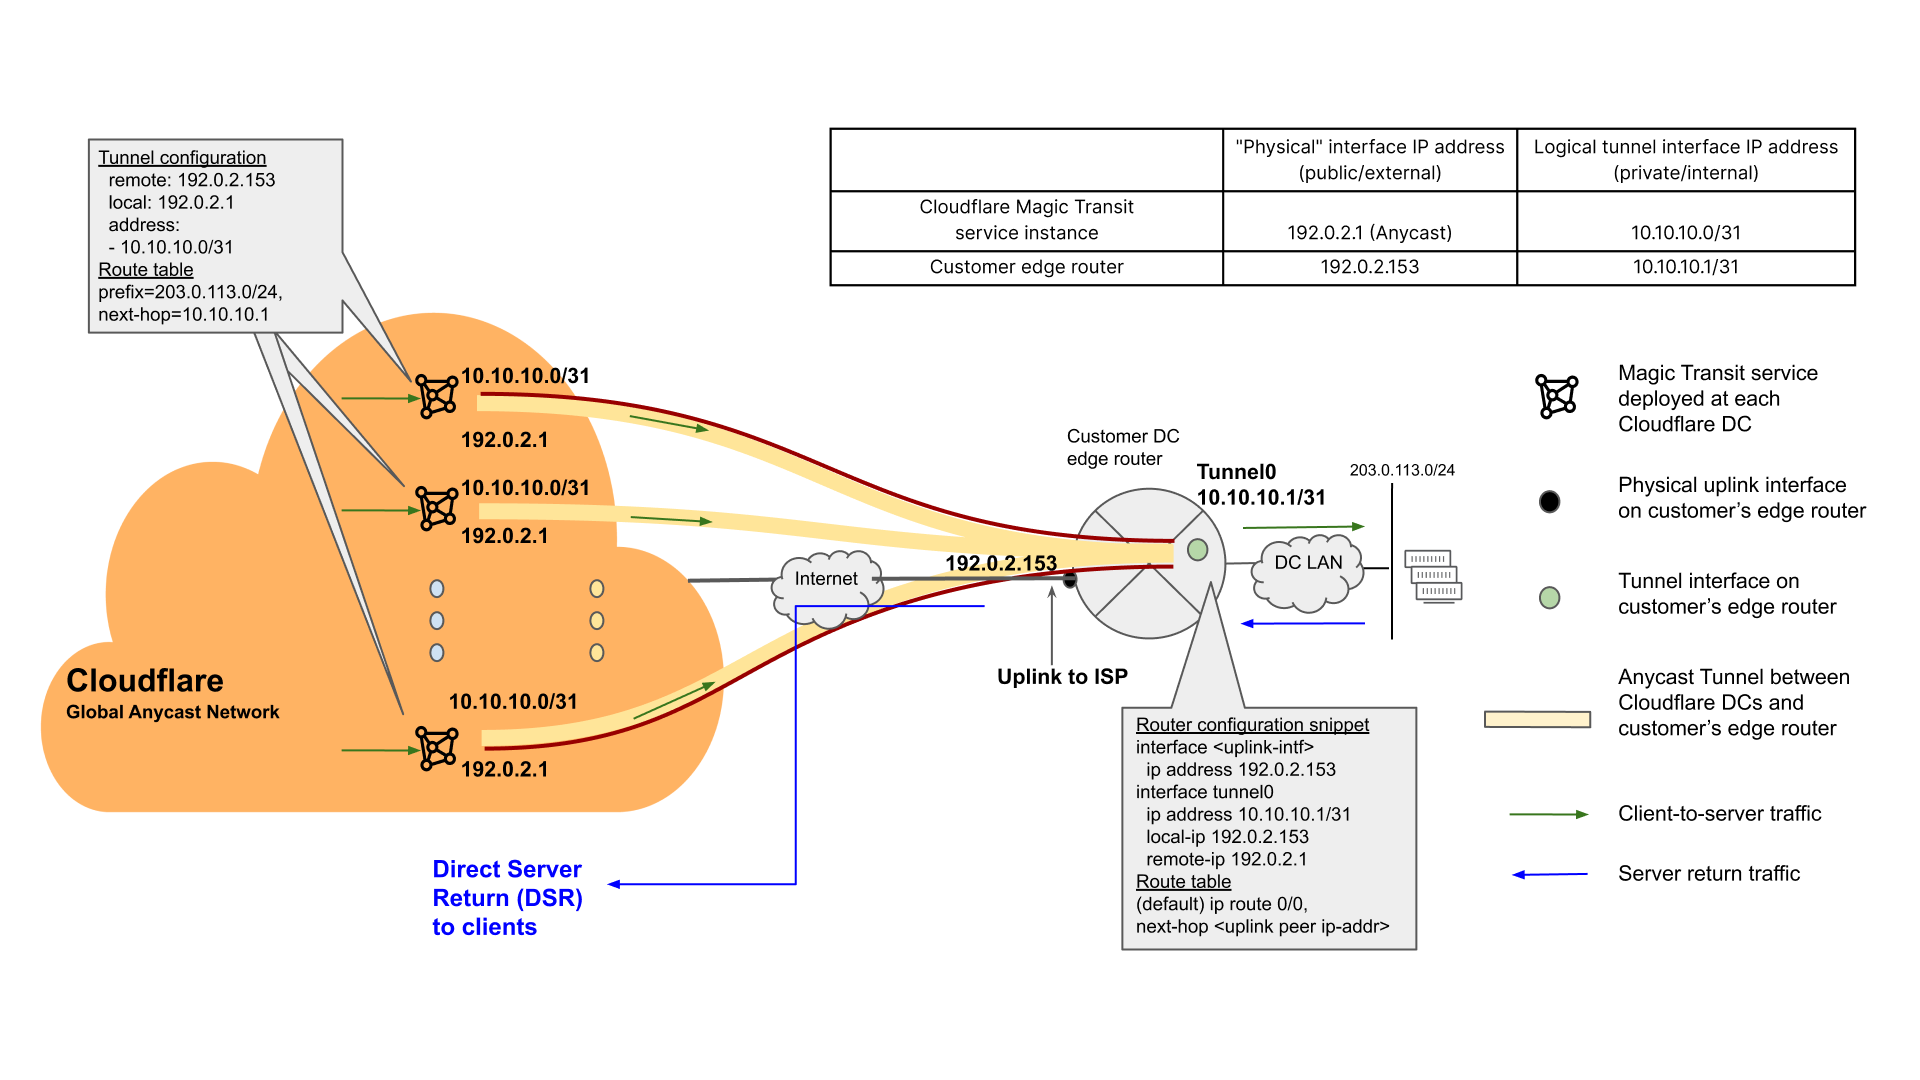 Tunnel configuration
remote: 192.0.2.153
local: 192.0.2.1
address:
- 10.10.10.0/31
Route table
prefix=203.0.113.0/24,
next-hop=10.10.10.1
"Physical" interface IP address
(public/external)
Logical tunnel interface IP address
(private/internal)
Cloudflare Magic Transit
service instance
192.0.2.1 (Anycast)
10.10.10.0/31
Customer edge router
192.0.2.153
10.10.10.1/31
10.10.10.0/31
192.0.2.1
10.10.10.0/31
192.0.2.1
10.10.10.0/31
192.0.2.1
Cloudflare
Global Anycast Network
Internet
192.0.2.153
Uplink to ISP
Customer DC
edge router
Tunnel0
10.10.10.1/31
203.0.113.0/24
DC LAN
Direct Server
Return (DSR)
to clients
Router configuration snippet
interface <uplink-intf>
ip address 192.0.2.153
interface tunnel0
ip address 10.10.10.1/31
local-ip 192.0.2.153
remote-ip 192.0.2.1
Route table
(default) ip route 0/0,
next-hop <uplink peer ip-addr>
Magic Transit service
deployed at each
Cloudflare DC
Physical uplink interface
on customer’s edge router
Tunnel interface on
customer’s edge router
Anycast Tunnel between
Cloudflare DCs and
customer’s edge router
Client-to-server traffic
Server return traffic